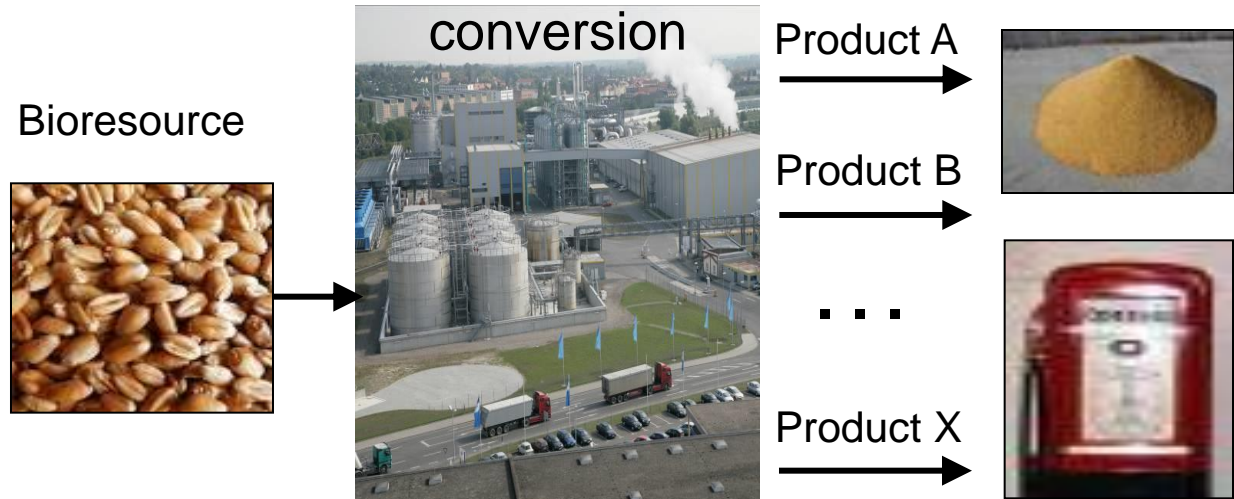 conversion
Bioresource
Product A
Product B
. . .
Product X